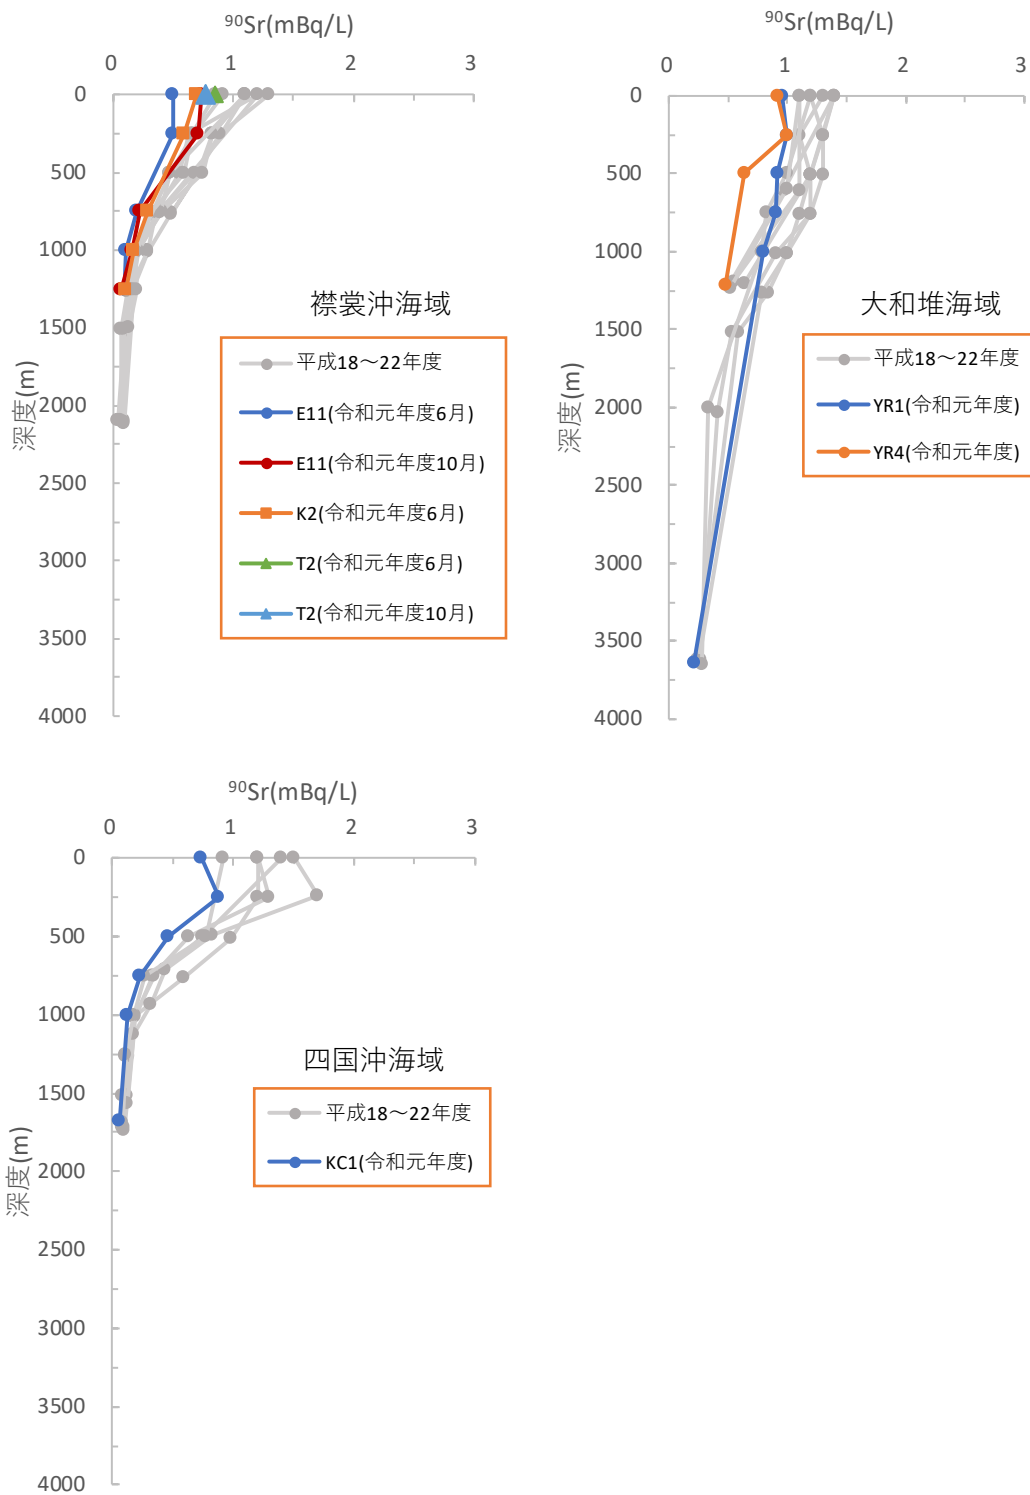 ⁹⁰Sr(mBq/L)
0 1 2 3
0
500
1000
1500
2000
2500
3000
3500
4000
深度(m)
襟裳沖海域
平成18～22年度
E11(令和元年度6月)
E11(令和元年度10月)
K2(令和元年度6月)
T2(令和元年度6月)
T2(令和元年度10月)
⁹⁰Sr(mBq/L)
0 1 2 3
0
500
1000
1500
2000
2500
3000
3500
4000
深度(m)
大和堆海域
平成18～22年度
YR1(令和元年度)
YR4(令和元年度)
⁹⁰Sr(mBq/L)
0 1 2 3
0
500
1000
1500
2000
2500
3000
3500
4000
深度(m)
四国沖海域
平成18～22年度
KC1(令和元年度)